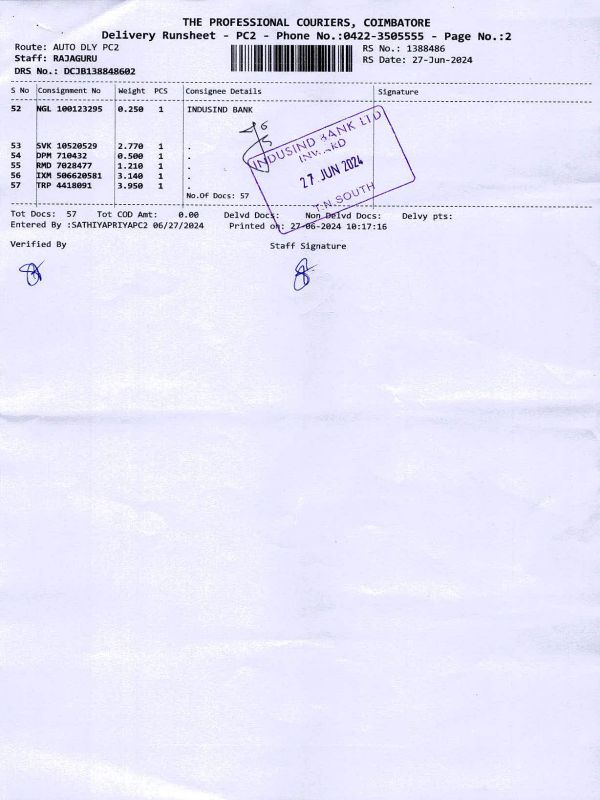 THE PROFESSIONAL COURIERS, COIMBATORE
Delivery Runsheet - PC2 - Phone No.:0422-3505555 - Page No.:2
Route: AUTO DLY PC2
RS No.: 1388486
Staff: RAJAGURU
RS Date: 27-Jun-2024
DRS No.: DCJB138848602
S No Consignment No Weight PCS Consignee Details Signature
52 NGL 100123295 0.250 1 INDUSIND BANK
53 SVK 10520529 2.770 1 .
54 DPM 710432 0.500 1 .
55 RMD 7028477 1.210 1 .
56 IXM 506620581 3.140 1 .
57 TRP 4418091 3.950 1 .
No.Of Docs: 57
INDUSIND BANK LTD
27 JUN 2024
T.N.SOUTH
Tot Docs: 57 Tot COD Amt: 0.00 Delvd Docs: Non Delvd Docs: Delvy pts:
Entered By :SATHIYAPRIYAPC2 06/27/2024 Printed on: 27-06-2024 10:17:16
Verified By Staff Signature